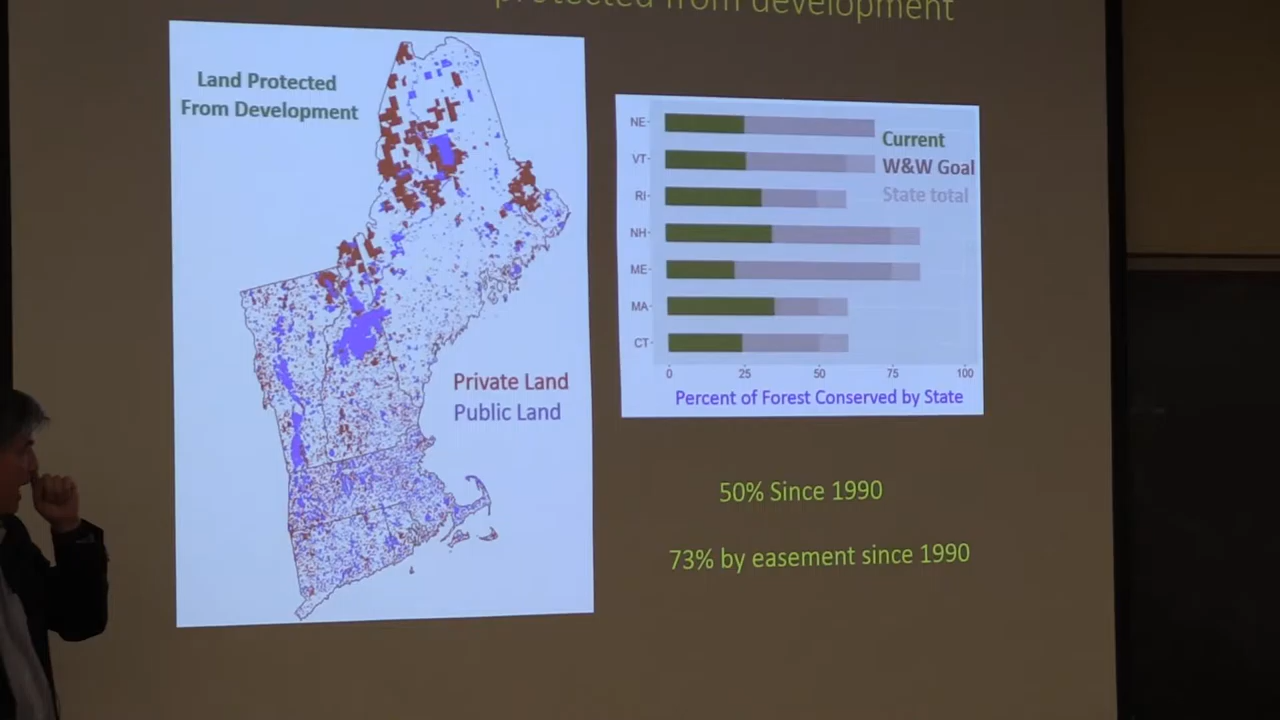 protected from development
Land Protected
From Development
Private Land
Public Land
NE
VT
RI
NH
ME
MA
CT
Current
W&W Goal
State total
0 25 50 75 100
Percent of Forest Conserved by State
50% Since 1990
73% by easement since 1990